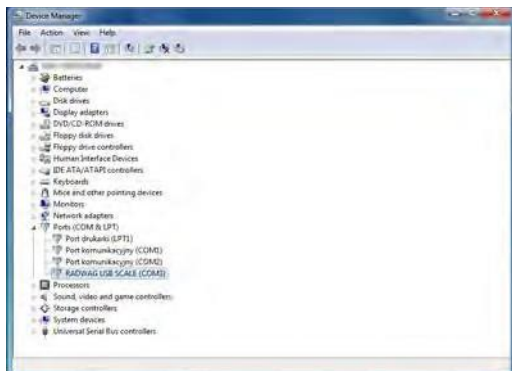 Device Manager
File Action View Help
Batteries
Computer
Disk drives
Display adapters
DVD/CD-ROM drives
Floppy disk drives
Floppy drive controllers
Human Interface Devices
IDE ATA/ATAPI controllers
Keyboards
Mice and other pointing devices
Monitors
Network adapters
Ports (COM & LPT)
Port drukarki (LPT1)
Port komunikacyjny (COM1)
Port komunikacyjny (COM2)
RADWAG USB SCALE (COM3)
Processors
Sound, video and game controllers
Storage controllers
System devices
Universal Serial Bus controllers